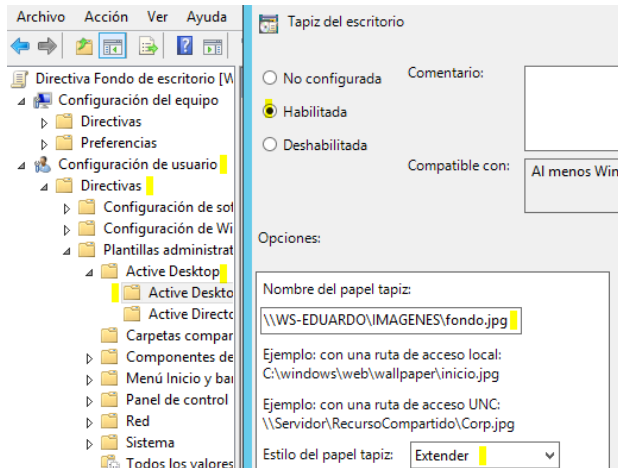 Archivo Acción Ver Ayuda
Directiva Fondo de escritorio [W
Configuración del equipo
Directivas
Preferencias
Configuración de usuario
Directivas
Configuración de sof
Configuración de Wi
Plantillas administrat
Active Desktop
Active Deskto
Active Directo
Carpetas compar
Componentes de
Menú Inicio y bar
Panel de control
Red
Sistema
Todos los valores
Tapiz del escritorio
No configurada
Comentario:
Habilitada
Deshabilitada
Compatible con:
Al menos Win
Opciones:
Nombre del papel tapiz:
\\WS-EDUARDO\IMAGENES\fondo.jpg
Ejemplo: con una ruta de acceso local:
C:\windows\web\wallpaper\inicio.jpg
Ejemplo: con una ruta de acceso UNC:
\\Servidor\RecursoCompartido\Corp.jpg
Estilo del papel tapiz: Extender